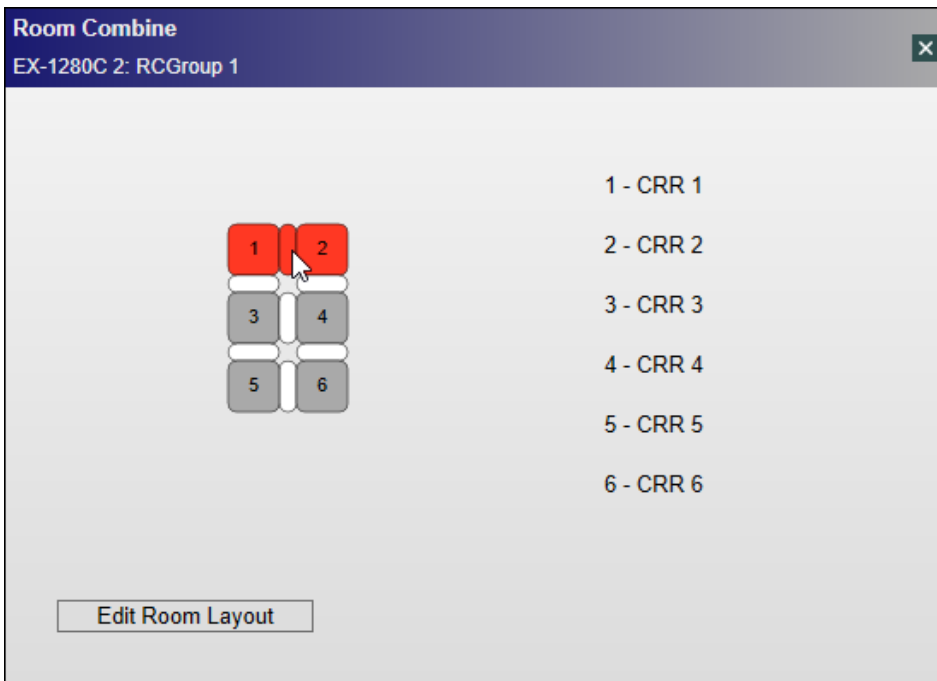 Room Combine
EX-1280C 2: RCGroup 1
1 2
3 4
5 6
1 - CRR 1
2 - CRR 2
3 - CRR 3
4 - CRR 4
5 - CRR 5
6 - CRR 6
Edit Room Layout